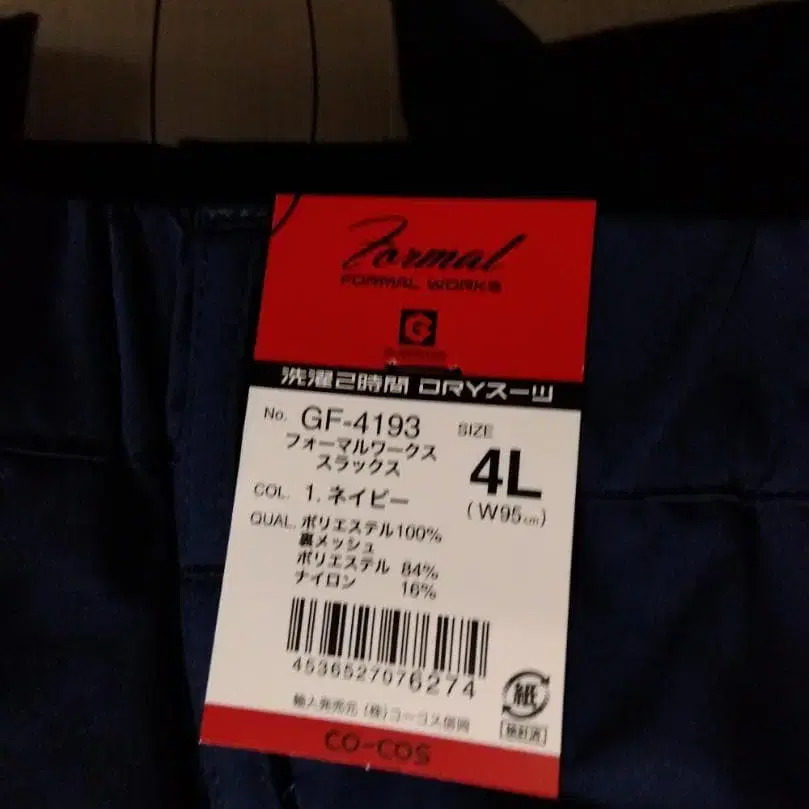 Formal
FORMAL WORKS
G
洗濯2時間 DRYスーツ
No. GF-4193
フォーマルワークス
スラックス
SIZE
4L
(W95cm)
COL. 1. ネイビー
QUAL. ポリエステル100%
裏メッシュ
ポリエステル 84%
ナイロン 16%
4536527076274
輸入発売元 (株)コーコス信岡
紙
検針済
CO-COS